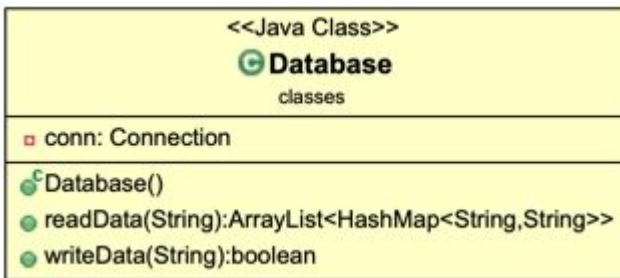 <<Java Class>>
C Database
classes
conn: Connection
C Database()
readData(String):ArrayList<HashMap<String,String>>
writeData(String):boolean